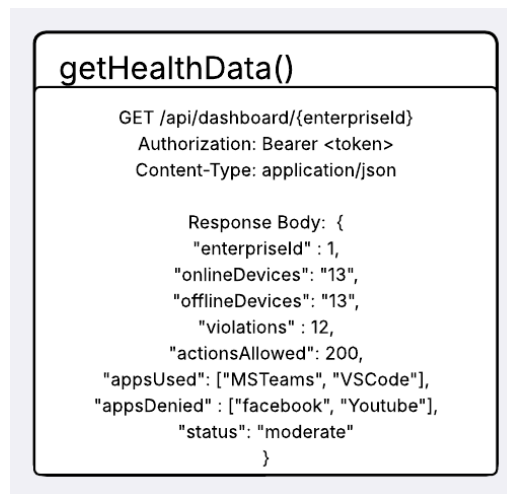 getHealthData()
GET /api/dashboard/{enterpriseId}
Authorization: Bearer <token>
Content-Type: application/json
Response Body:  {
"enterpriseId" : 1,
"onlineDevices": "13",
"offlineDevices": "13",
"violations" : 12,
"actionsAllowed": 200,
"appsUsed": ["MSTeams", "VSCode"],
"appsDenied" : ["facebook", "Youtube"],
"status": "moderate"
}